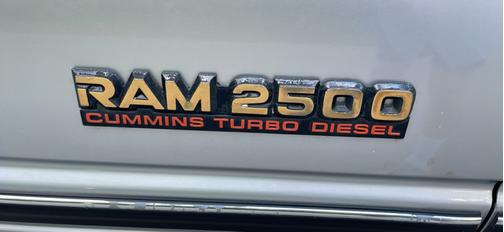 RAM 2500
CUMMINS TURBO DIESEL